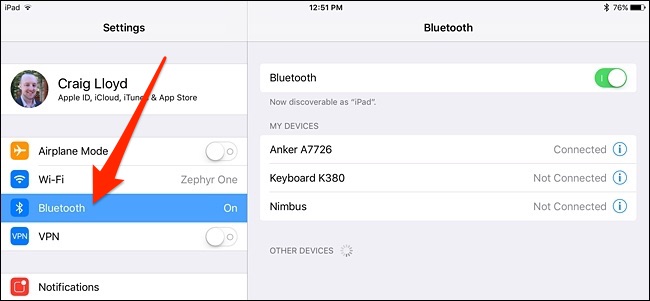 iPad 12:51 PM 76%
Settings
Craig Lloyd
Apple ID, iCloud, iTunes & App Store
Airplane Mode
Wi-Fi Zephyr One
Bluetooth On
VPN VPN
Notifications
Bluetooth
Bluetooth
Now discoverable as “iPad”.
MY DEVICES
Anker A7726 Connected
Keyboard K380 Not Connected
Nimbus Not Connected
OTHER DEVICES